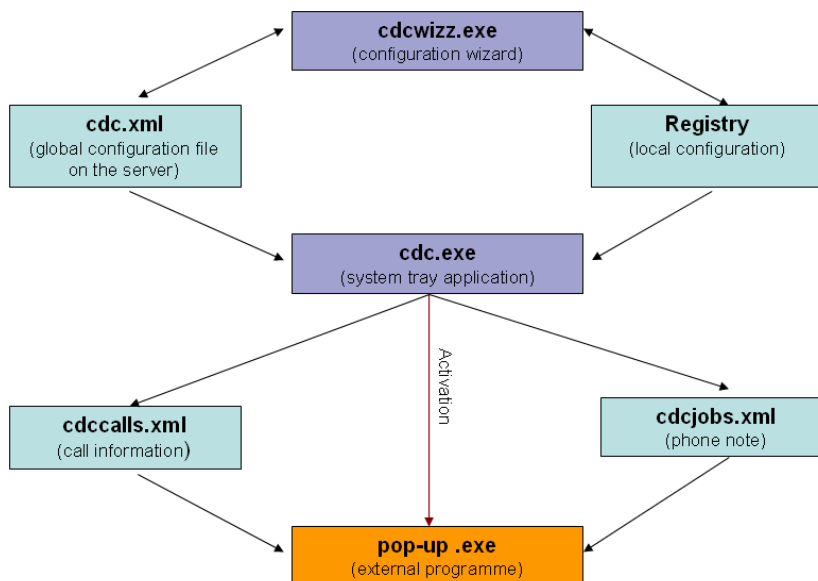 cdcwizz.exe
(configuration wizard)
cdc.xml
(global configuration file
on the server)
Registry
(local configuration)
cdc.exe
(system tray application)
Activation
cdccalls.xml
(call information)
cdcjobs.xml
(phone note)
pop-up .exe
(external programme)